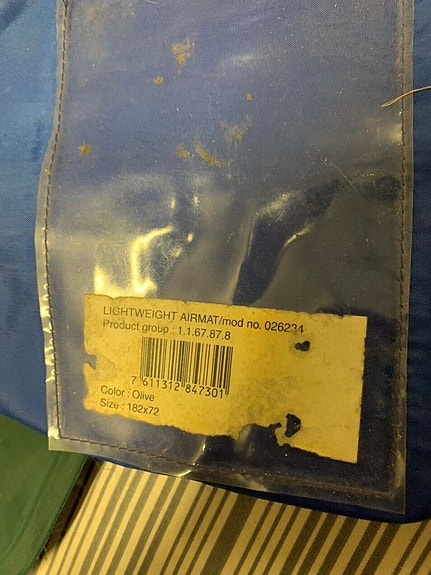 LIGHTWEIGHT AIRMAT/mod no. 026234
Product group : 1.1.67.87.8
7 611312 847301
Color : Olive
Size : 182x72